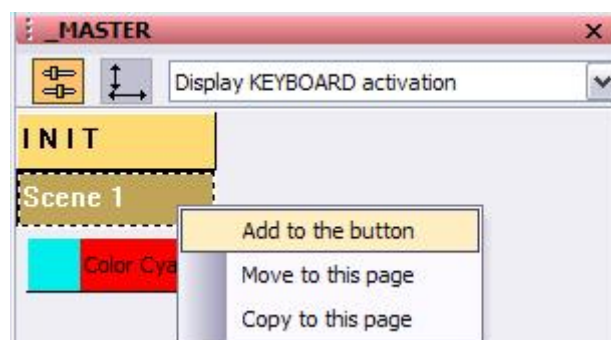 _MASTER
Display KEYBOARD activation
INIT
Scene 1
Add to the button
Color Cya
Move to this page
Copy to this page